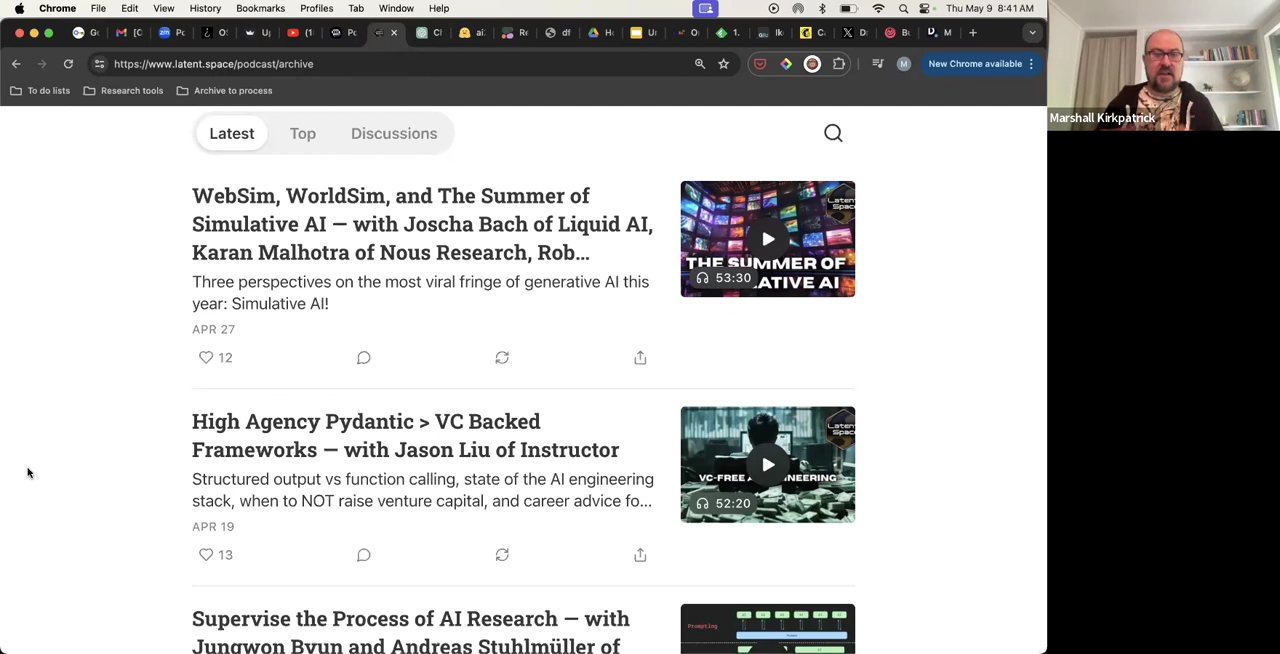 Chrome File Edit View History Bookmarks Profiles Tab Window Help Thu May 9 8:41 AM
https://www.latent.space/podcast/archive New Chrome available
To do lists Research tools Archive to process
Marshall Kirkpatrick
Latest Top Discussions
WebSim, WorldSim, and The Summer of
Simulative AI — with Joscha Bach of Liquid AI,
Karan Malhotra of Nous Research, Rob...
Three perspectives on the most viral fringe of generative AI this
year: Simulative AI!
APR 27
12
Latent
Space
THE SUMMER OF
ATIVE AI
53:30
High Agency Pydantic > VC Backed
Frameworks — with Jason Liu of Instructor
Structured output vs function calling, state of the AI engineering
stack, when to NOT raise venture capital, and career advice fo...
APR 19
13
Latent
Space
VC-FREE
NEERING
52:20
Supervise the Process of AI Research — with
Jungwon Byun and Andreas Stuhlmüller of
Prompting